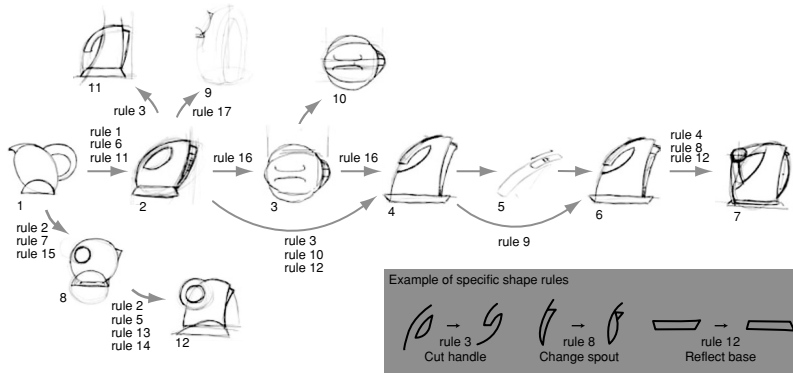 11
rule 3
9
rule 17
10
rule 1
rule 6
rule 11
rule 16
rule 16
rule 4
rule 8
rule 12
1
2
3
4
5
6
7
rule 2
rule 7
rule 15
rule 3
rule 10
rule 12
rule 9
8
rule 2
rule 5
rule 13
rule 14
12
Example of specific shape rules
rule 3
Cut handle
rule 8
Change spout
rule 12
Reflect base